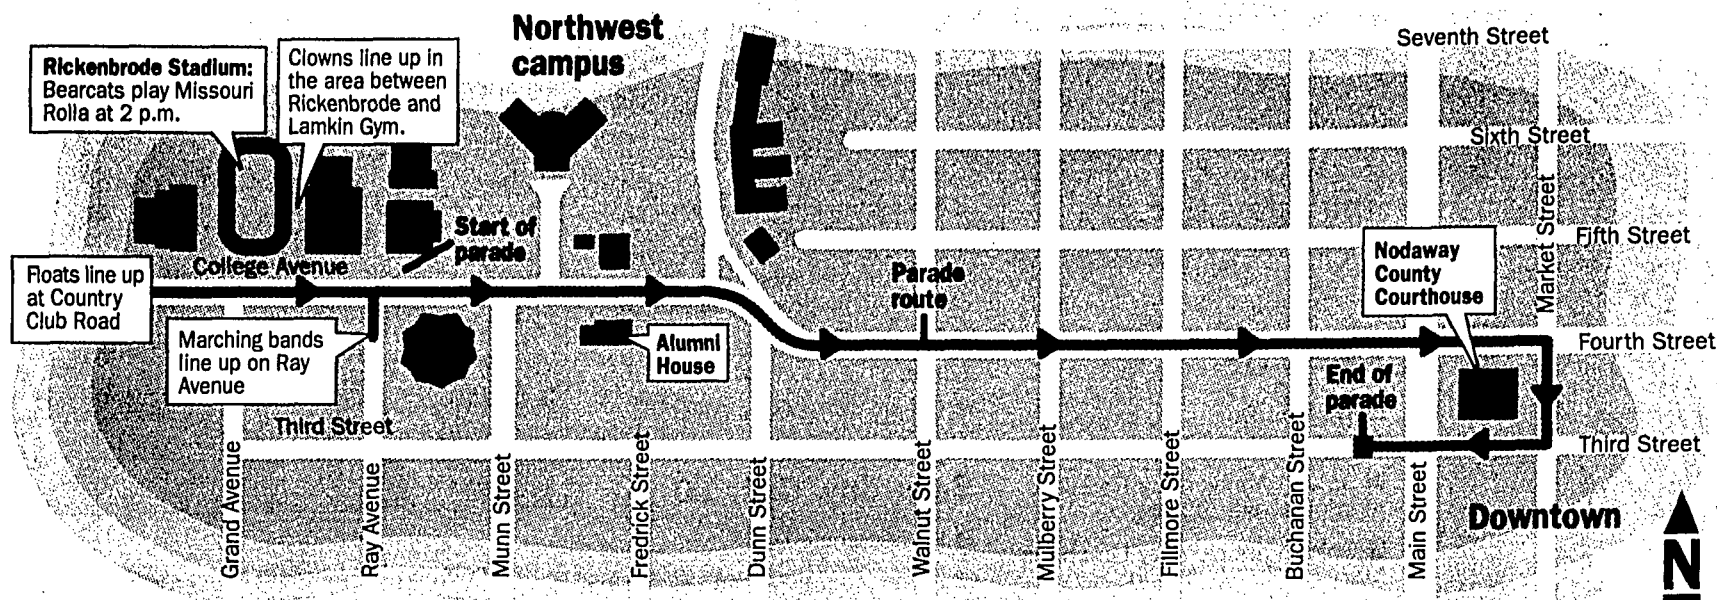 Northwest
campus
Rickenbrode Stadium:
Bearcats play Missouri
Rolla at 2 p.m.
Clowns line up in
the area between
Rickenbrode and
Lamkin Gym.
Seventh Street
Sixth Street
Fifth Street
Market Street
Start of
parade
College Avenue
Floats line up
at Country
Club Road
Marching bands
line up on Ray
Avenue
Alumni
House
Parade
route
Nodaway
County
Courthouse
Fourth Street
End of
parade
Third Street
Third Street
Grand Avenue
Ray Avenue
Munn Street
Fredrick Street
Dunn Street
Walnut Street
Mulberry Street
Fillmore Street
Buchanan Street
Main Street
Downtown
N